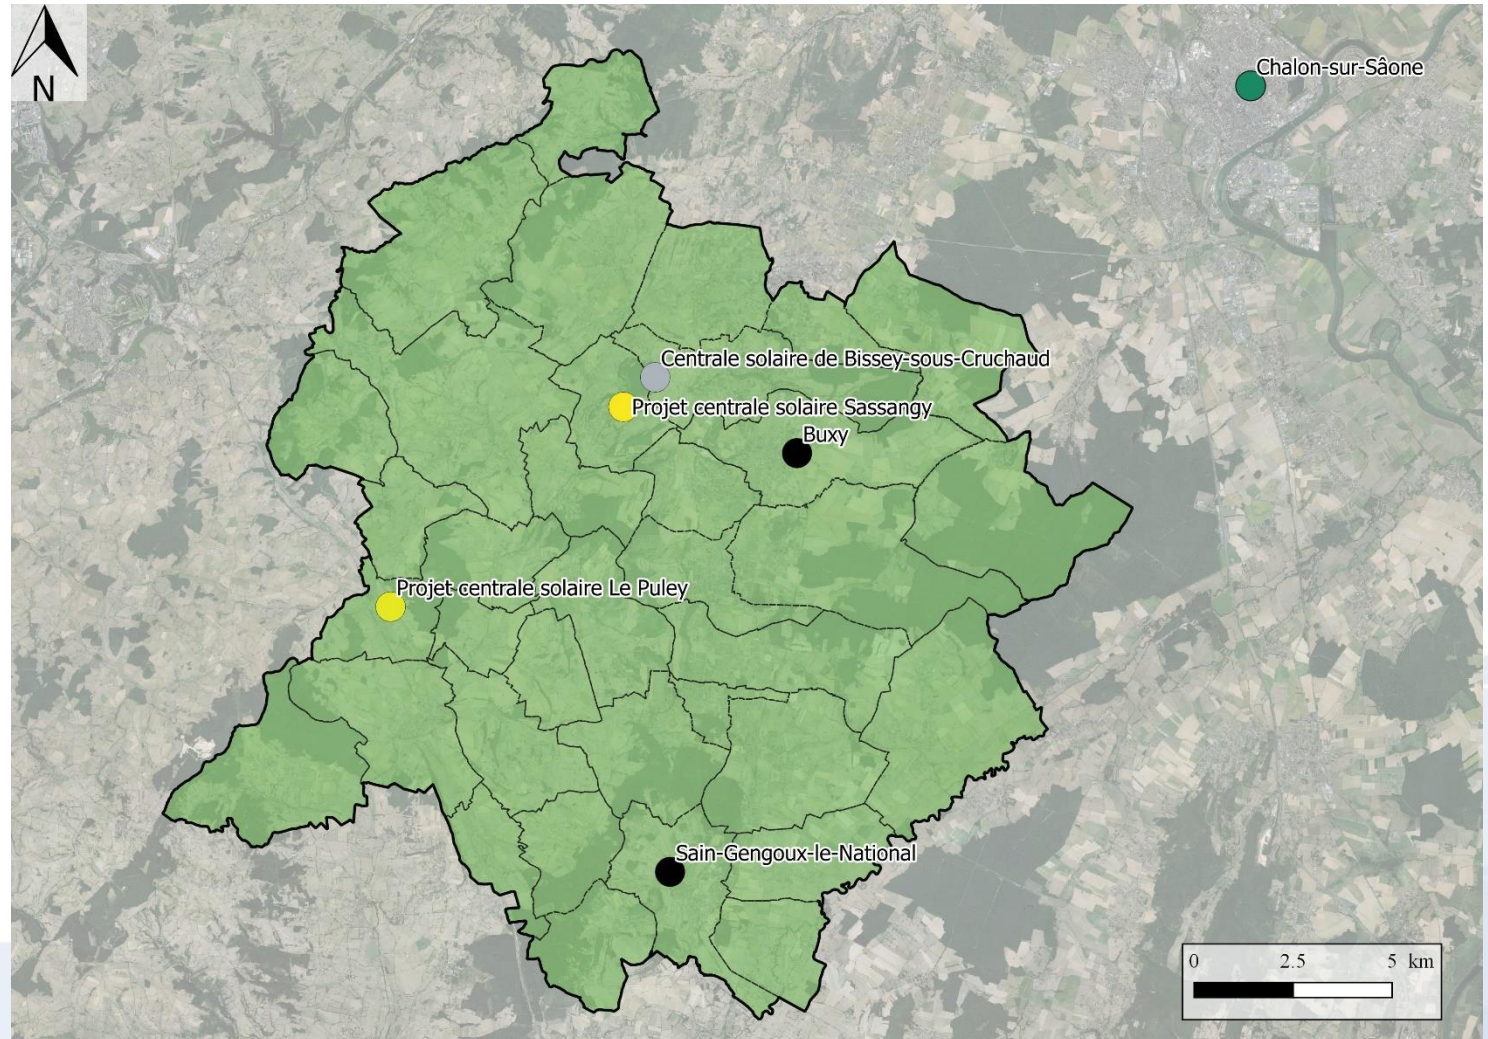 N
Chalon-sur-Sâone
Centrale solaire de Bissey-sous-Cruchaud
Projet centrale solaire Sassangy
Buxy
Projet centrale solaire Le Puley
Sain-Gengoux-le-National
0 2.5 5 km